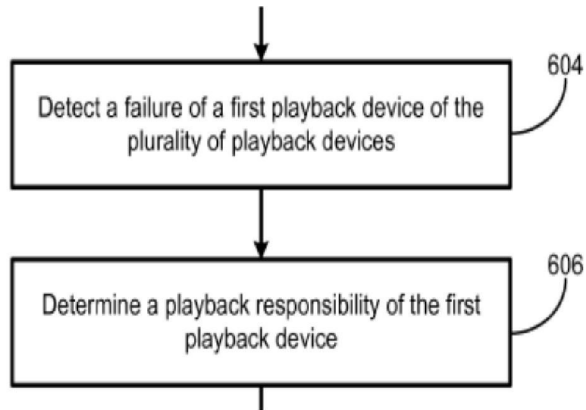 604
Detect a failure of a first playback device of the
plurality of playback devices
606
Determine a playback responsibility of the first
playback device